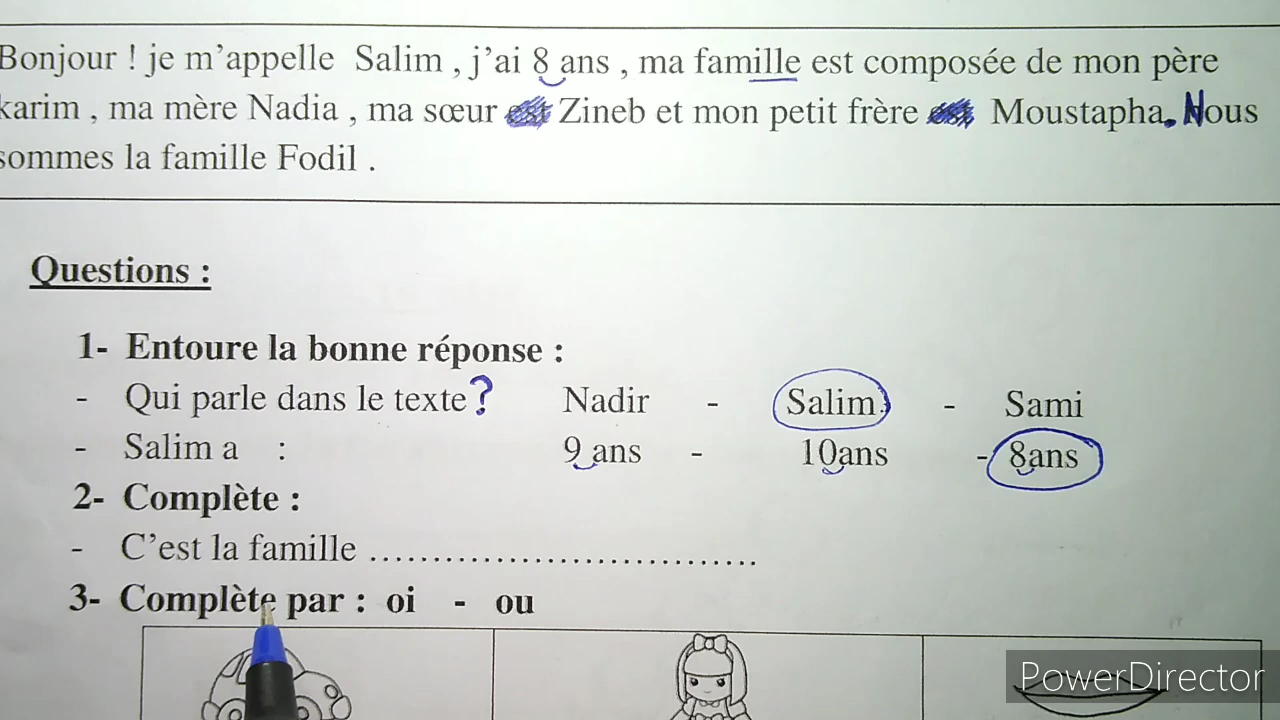 Bonjour ! je m'appelle Salim , j'ai 8 ans , ma famille est composée de mon père
karim , ma mère Nadia , ma sœur Zineb et mon petit frère Moustapha. Nous
sommes la famille Fodil .
Questions :
1- Entoure la bonne réponse :
- Qui parle dans le texte ? Nadir - Salim - Sami
- Salim a : 9 ans - 10ans - 8ans
2- Complète :
- C'est la famille ..............................
3- Complète par : oi - ou
PowerDirector